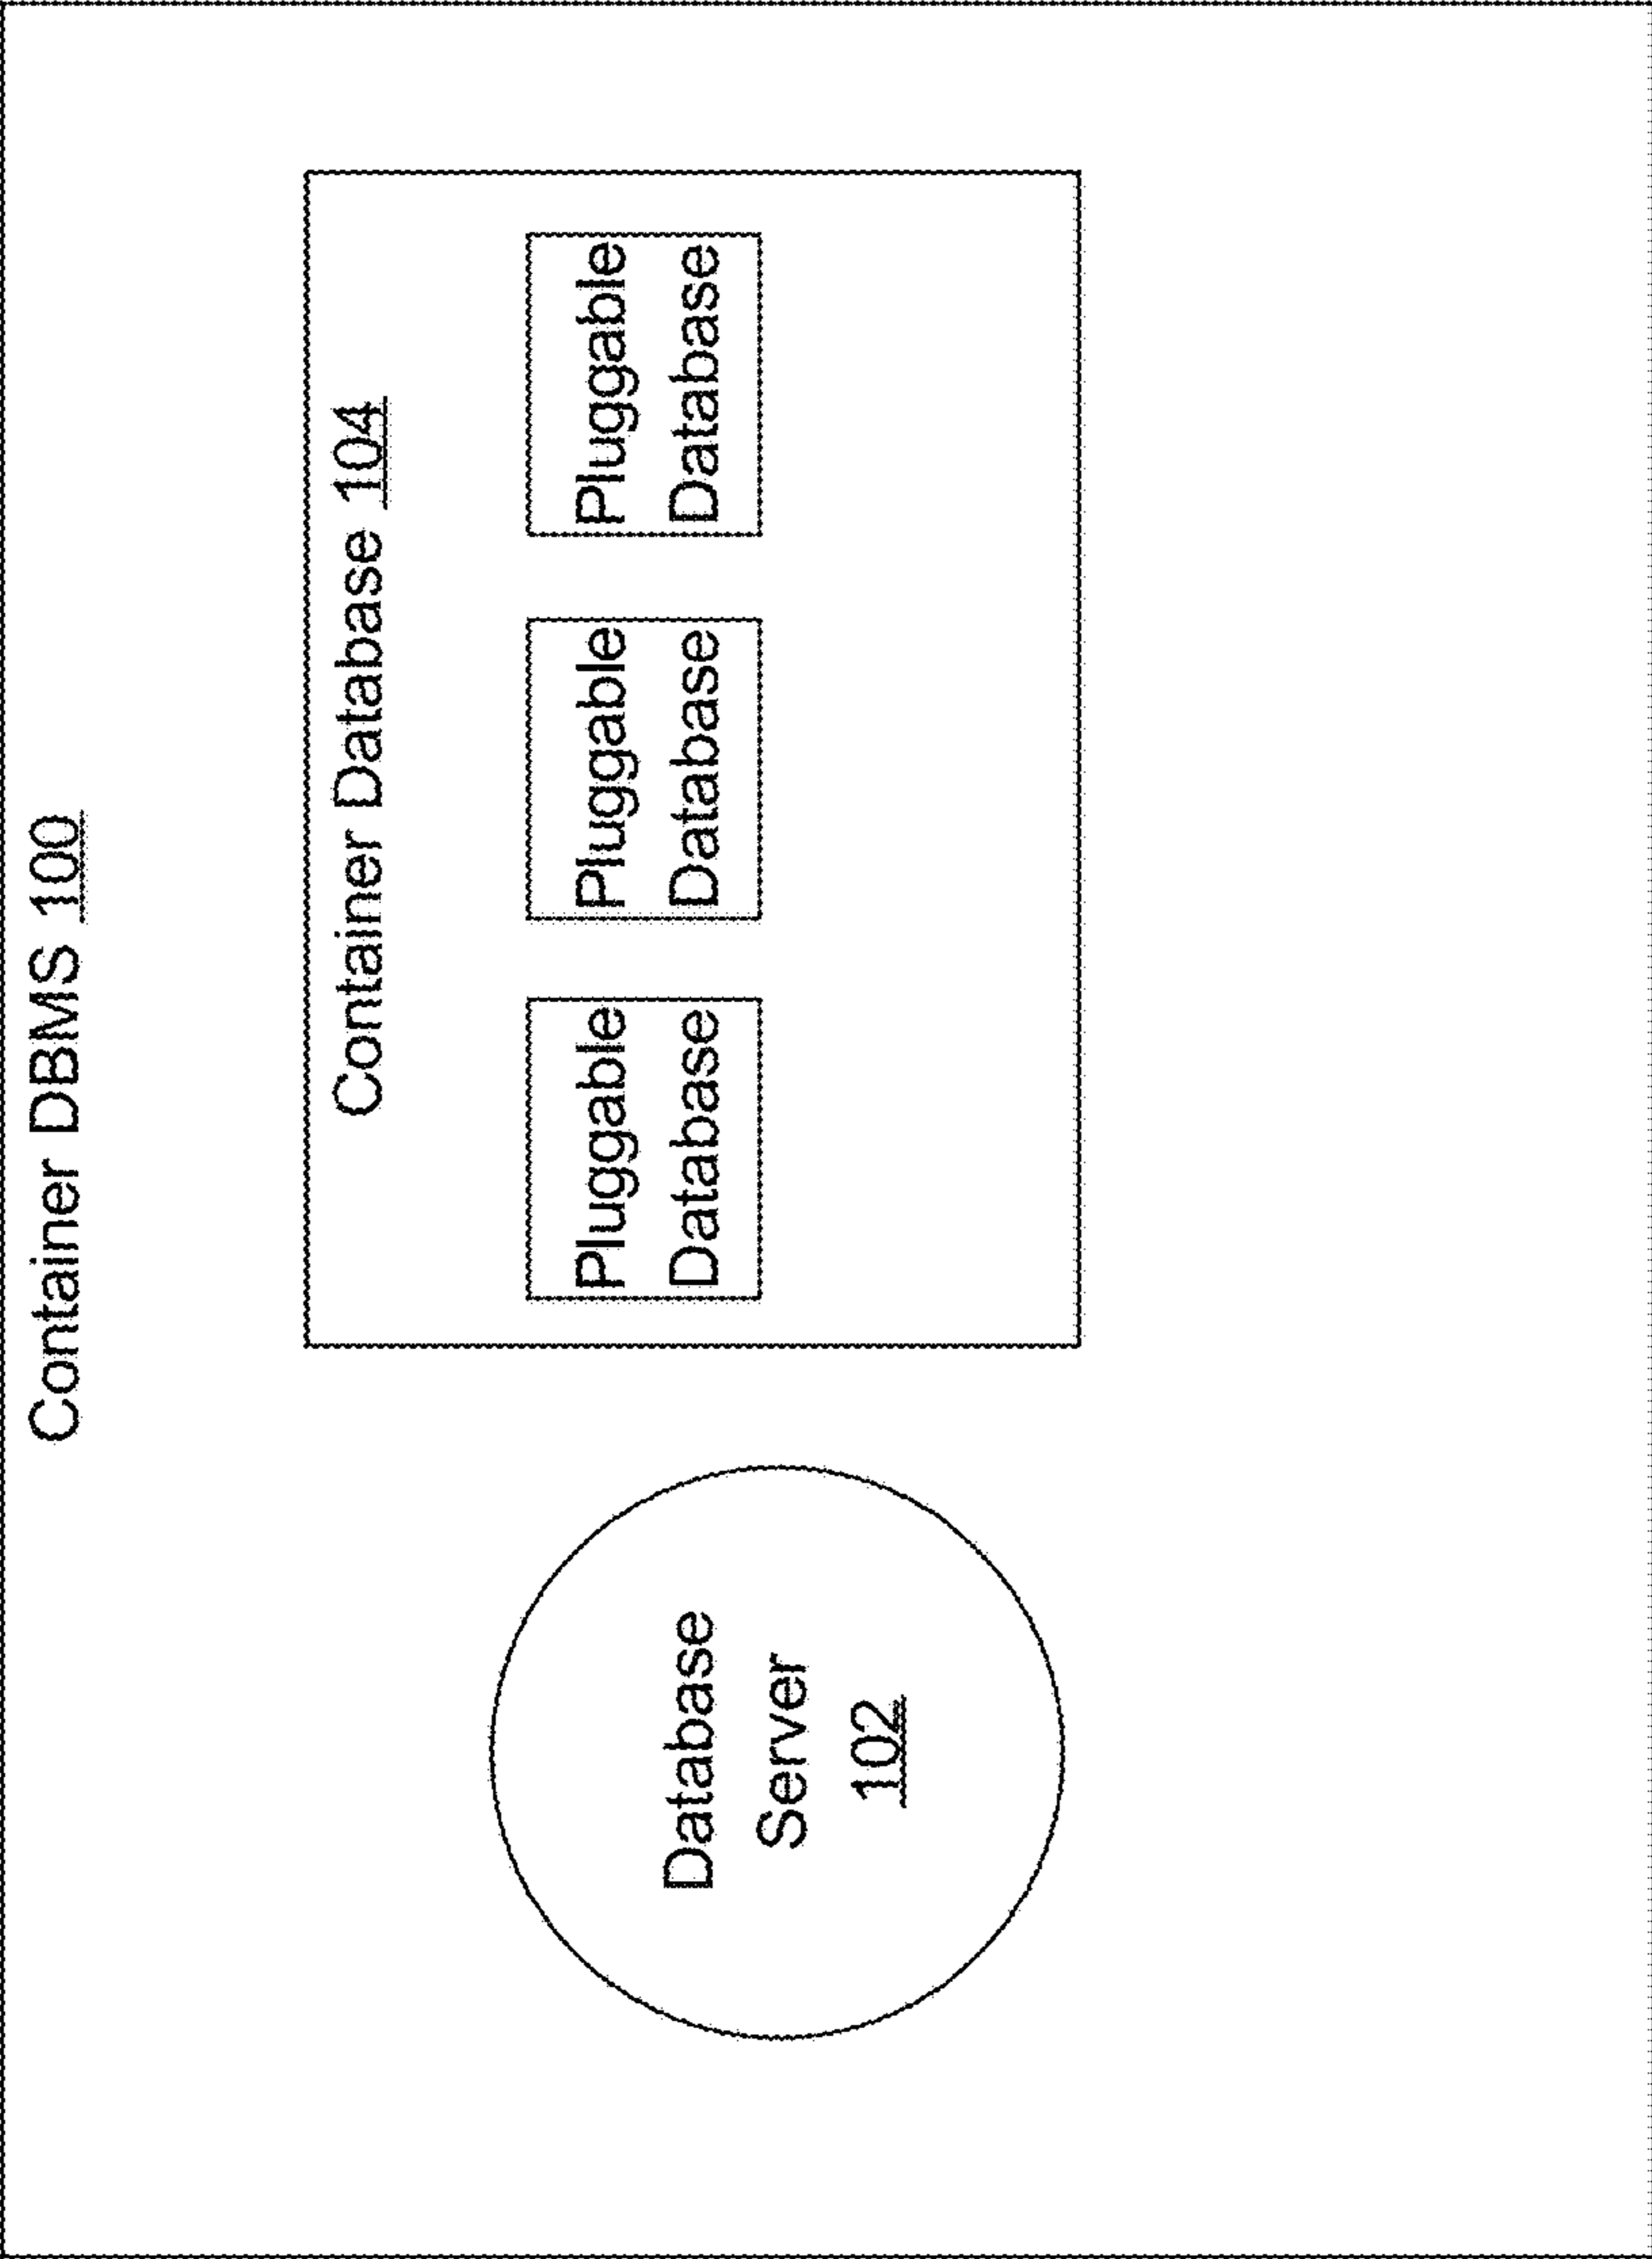 Container DBMS 100
Database
Server
102
Container Database 104
Pluggable
Database
Pluggable
Database
Pluggable
Database